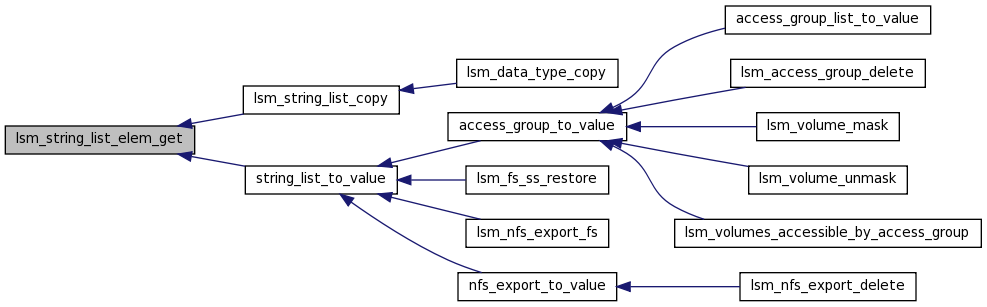 access_group_list_to_value
lsm_data_type_copy
lsm_access_group_delete
lsm_string_list_copy
access_group_to_value
lsm_volume_mask
lsm_string_list_elem_get
string_list_to_value
lsm_fs_ss_restore
lsm_volume_unmask
lsm_nfs_export_fs
lsm_volumes_accessible_by_access_group
nfs_export_to_value
lsm_nfs_export_delete